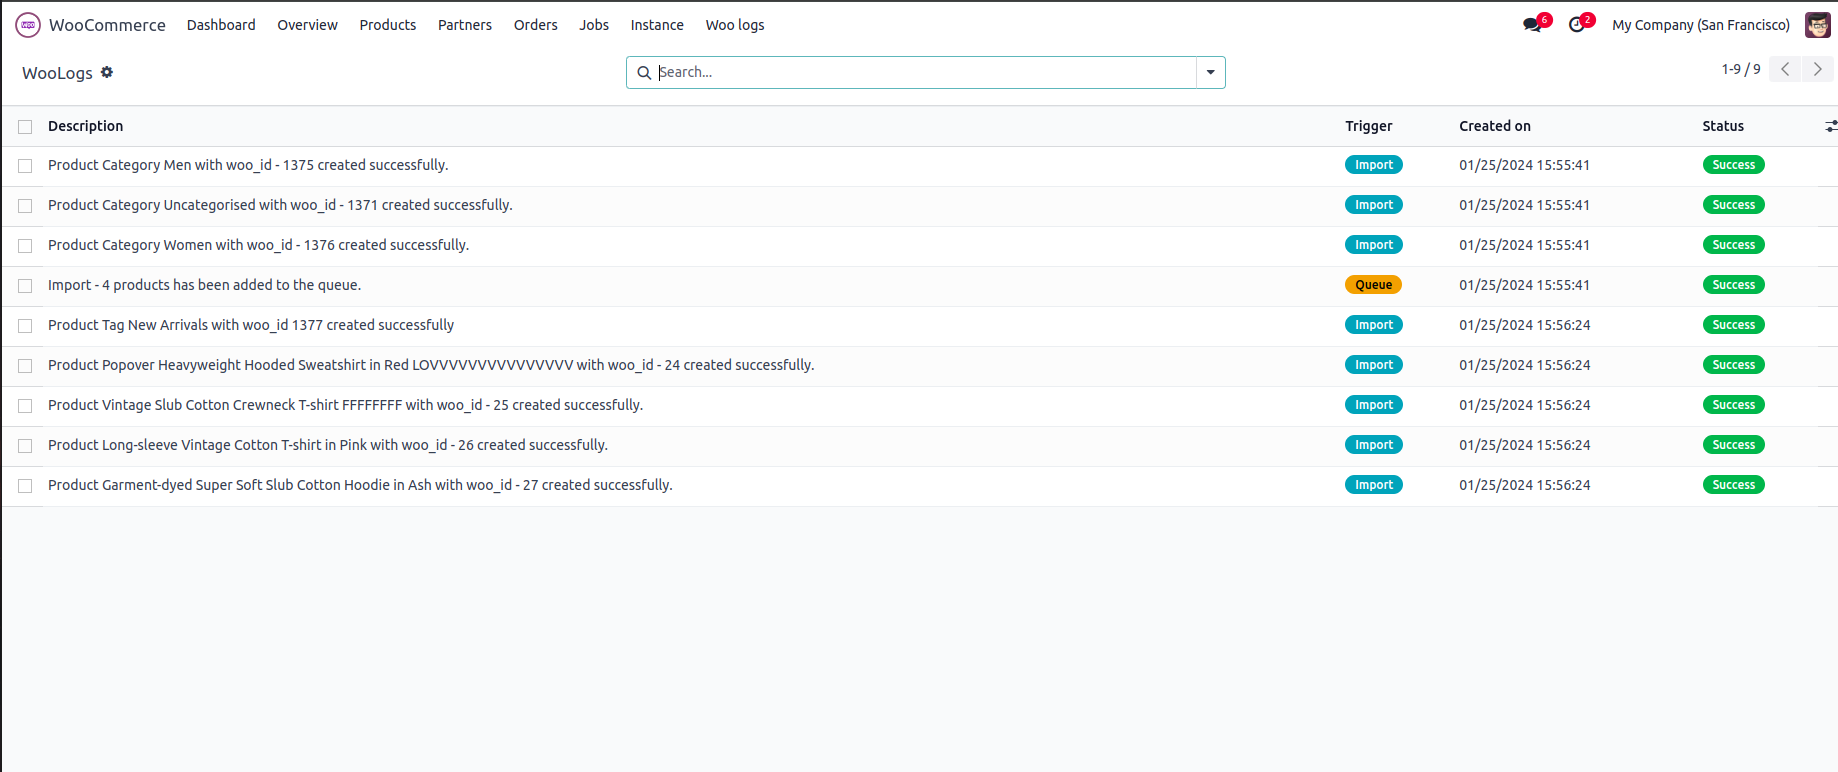 woo WooCommerce Dashboard Overview Products Partners Orders Jobs Instance Woo logs 6 2 My Company (San Francisco)
WooLogs Search... 1-9 / 9
Description Trigger Created on Status
Product Category Men with woo_id - 1375 created successfully. Import 01/25/2024 15:55:41 Success
Product Category Uncategorised with woo_id - 1371 created successfully. Import 01/25/2024 15:55:41 Success
Product Category Women with woo_id - 1376 created successfully. Import 01/25/2024 15:55:41 Success
Import - 4 products has been added to the queue. Queue 01/25/2024 15:55:41 Success
Product Tag New Arrivals with woo_id 1377 created successfully Import 01/25/2024 15:56:24 Success
Product Popover Heavyweight Hooded Sweatshirt in Red LOVVVVVVVVVVVVVVV with woo_id - 24 created successfully. Import 01/25/2024 15:56:24 Success
Product Vintage Slub Cotton Crewneck T-shirt FFFFFFFF with woo_id - 25 created successfully. Import 01/25/2024 15:56:24 Success
Product Long-sleeve Vintage Cotton T-shirt in Pink with woo_id - 26 created successfully. Import 01/25/2024 15:56:24 Success
Product Garment-dyed Super Soft Slub Cotton Hoodie in Ash with woo_id - 27 created successfully. Import 01/25/2024 15:56:24 Success